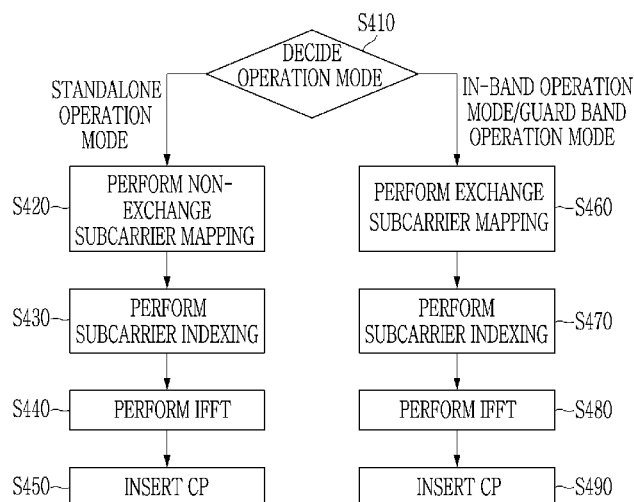 S410
DECIDE
OPERATION MODE
STANDALONE
OPERATION
MODE
IN-BAND OPERATION
MODE/GUARD BAND
OPERATION MODE
S420
PERFORM NON-
EXCHANGE
SUBCARRIER MAPPING
PERFORM EXCHANGE
SUBCARRIER MAPPING
S460
S430
PERFORM
SUBCARRIER INDEXING
PERFORM
SUBCARRIER INDEXING
S470
S440
PERFORM IFFT
PERFORM IFFT
S480
S450
INSERT CP
INSERT CP
S490